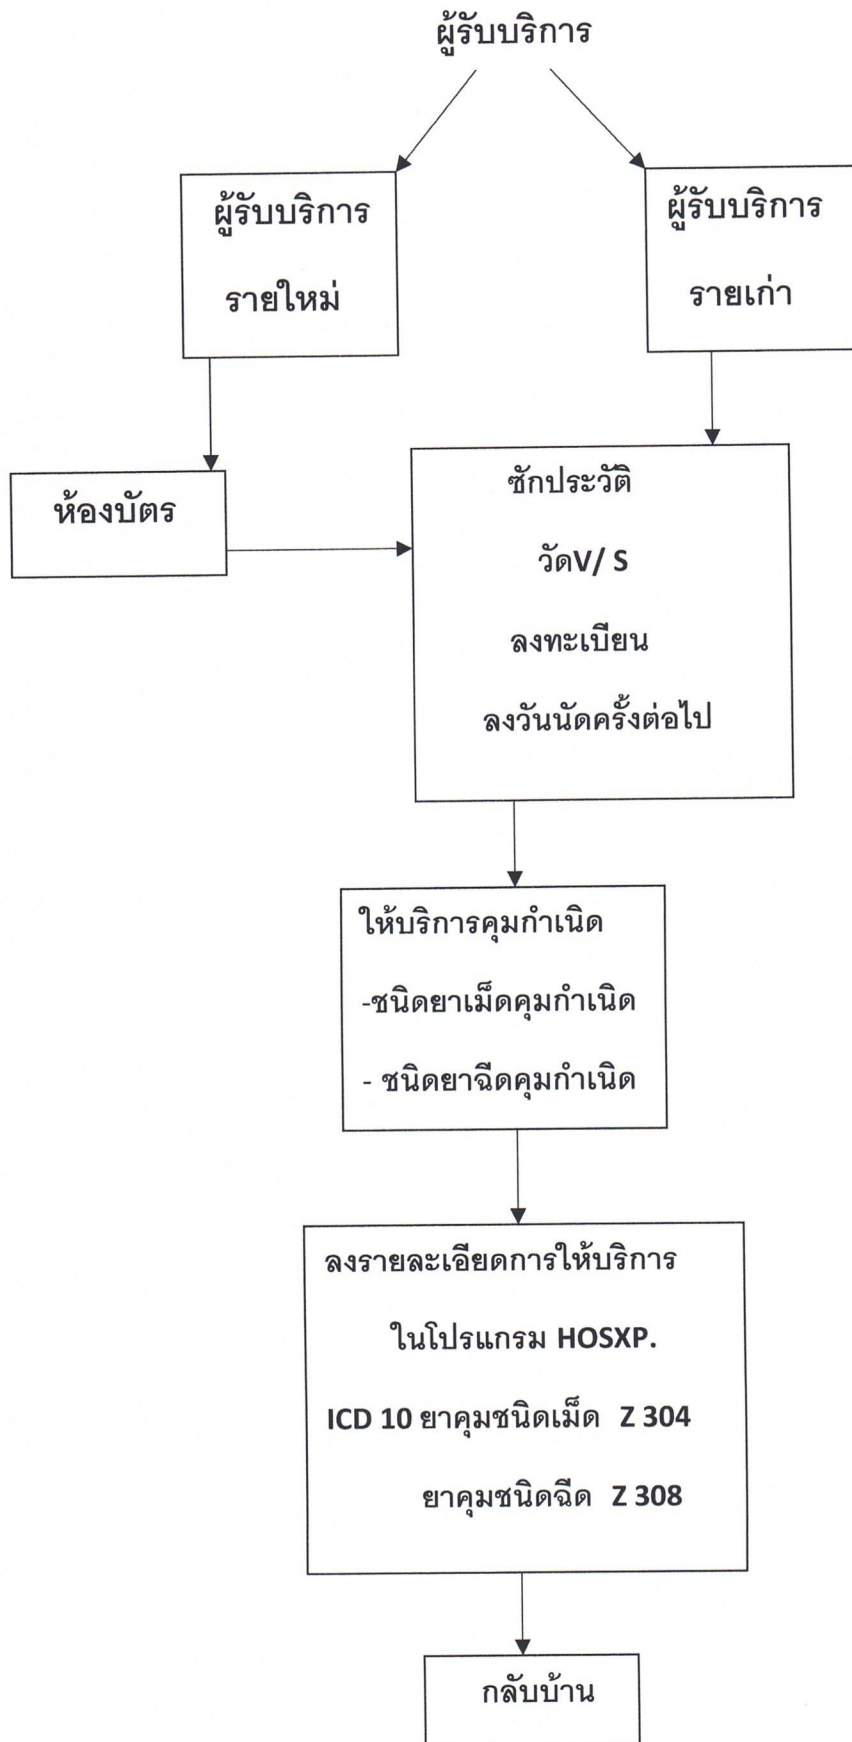 ผู้รับบริการ
ผู้รับบริการ
รายใหม่
ผู้รับบริการ
รายเก่า
ห้องบัตร
ซักประวัติ
วัดV/ S
ลงทะเบียน
ลงวันนัดครั้งต่อไป
ให้บริการคุมกำเนิด
-ชนิดยาเม็ดคุมกำเนิด
- ชนิดยาฉีดคุมกำเนิด
ลงรายละเอียดการให้บริการ
ในโปรแกรม HOSXP.
ICD 10 ยาคุมชนิดเม็ด Z 304
ยาคุมชนิดฉีด Z 308
กลับบ้าน